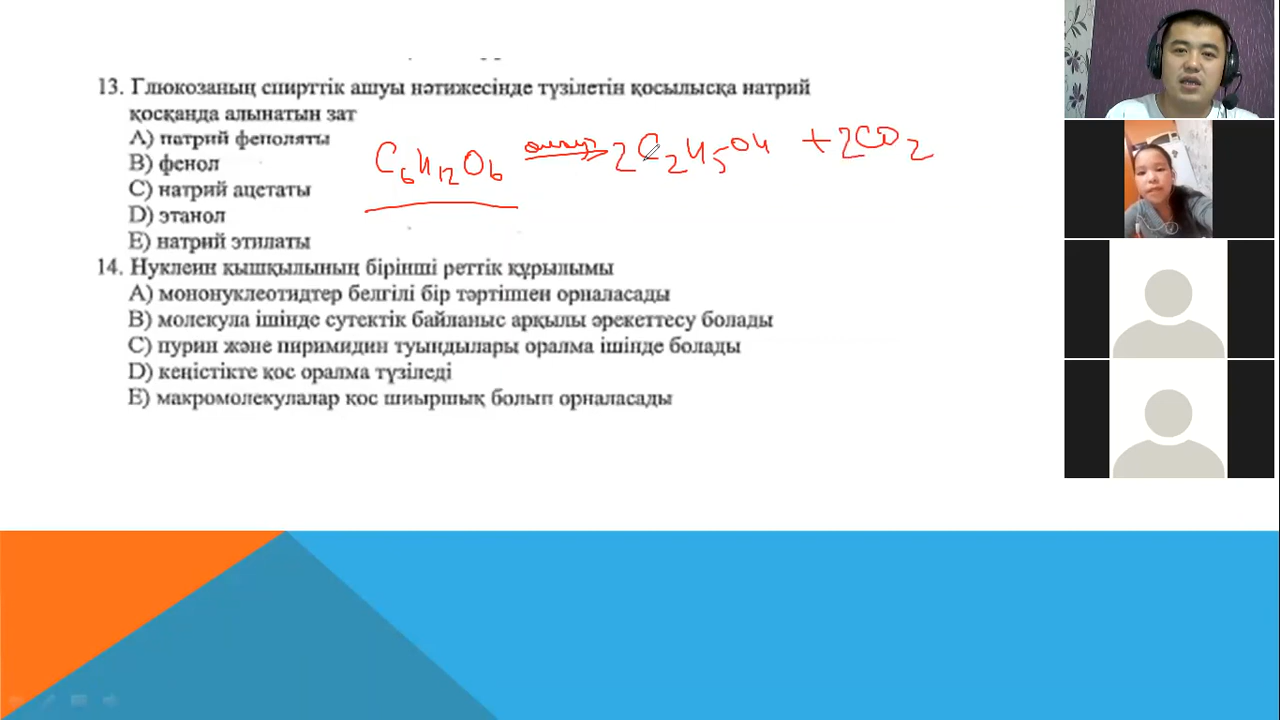 13. Глюкозаның спирттік ашуы нәтижесінде түзілетін қосылысқа натрий
қосқанда алынатын зат
A) натрий феноляты
B) фенол
C) натрий ацетаты
D) этанол
E) натрий этилаты
C6H12O6 ашу 2C2H5OH + 2CO2
14. Нуклеин қышқылының бірінші реттік құрылымы
A) мононуклеотидтер белгілі бір тәртіппен орналасады
B) молекула ішінде сутектік байланыс арқылы әрекеттесу болады
C) пурин және пиримидин туындылары оралма ішінде болады
D) кеңістікте қос оралма түзіледі
E) макромолекулалар қос шиыршық болып орналасады